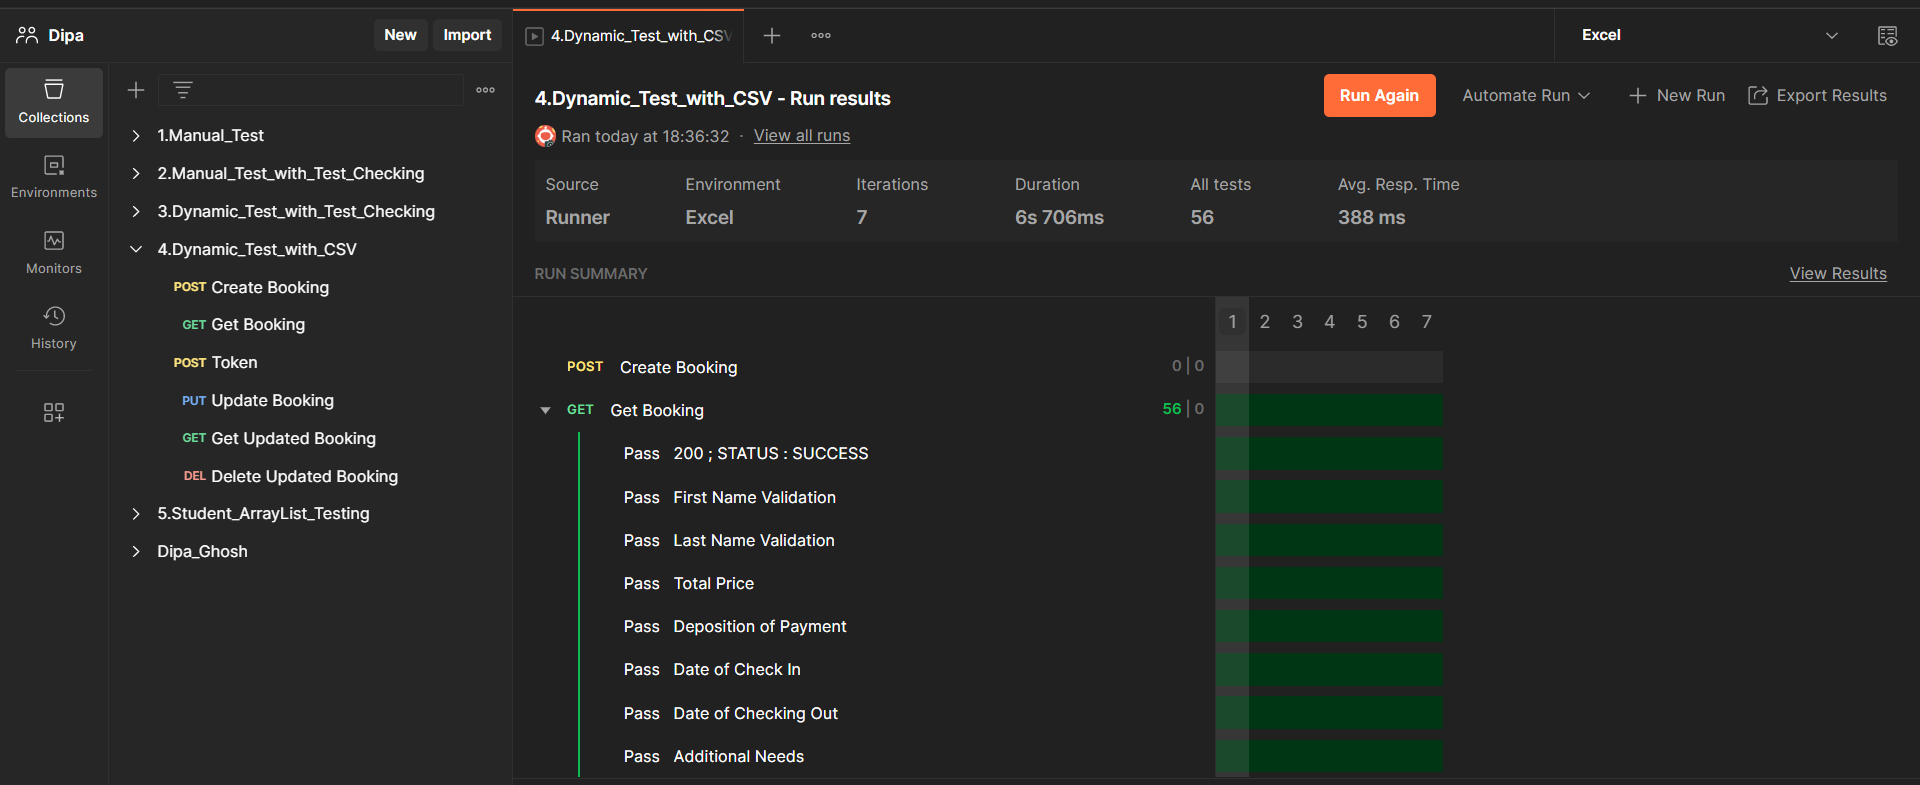 Dipa
New
Import
4.Dynamic_Test_with_CSV
Excel
Collections
Environments
Monitors
History
1.Manual_Test
2.Manual_Test_with_Test_Checking
3.Dynamic_Test_with_Test_Checking
4.Dynamic_Test_with_CSV
POST Create Booking
GET Get Booking
POST Token
PUT Update Booking
GET Get Updated Booking
DEL Delete Updated Booking
5.Student_ArrayList_Testing
Dipa_Ghosh
4.Dynamic_Test_with_CSV - Run results
Run Again
Automate Run
New Run
Export Results
Ran today at 18:36:32 · View all runs
Source Environment Iterations Duration All tests Avg. Resp. Time
Runner Excel 7 6s 706ms 56 388 ms
RUN SUMMARY
View Results
1 2 3 4 5 6 7
POST Create Booking 0 | 0
GET Get Booking 56 | 0
Pass 200 ; STATUS : SUCCESS
Pass First Name Validation
Pass Last Name Validation
Pass Total Price
Pass Deposition of Payment
Pass Date of Check In
Pass Date of Checking Out
Pass Additional Needs